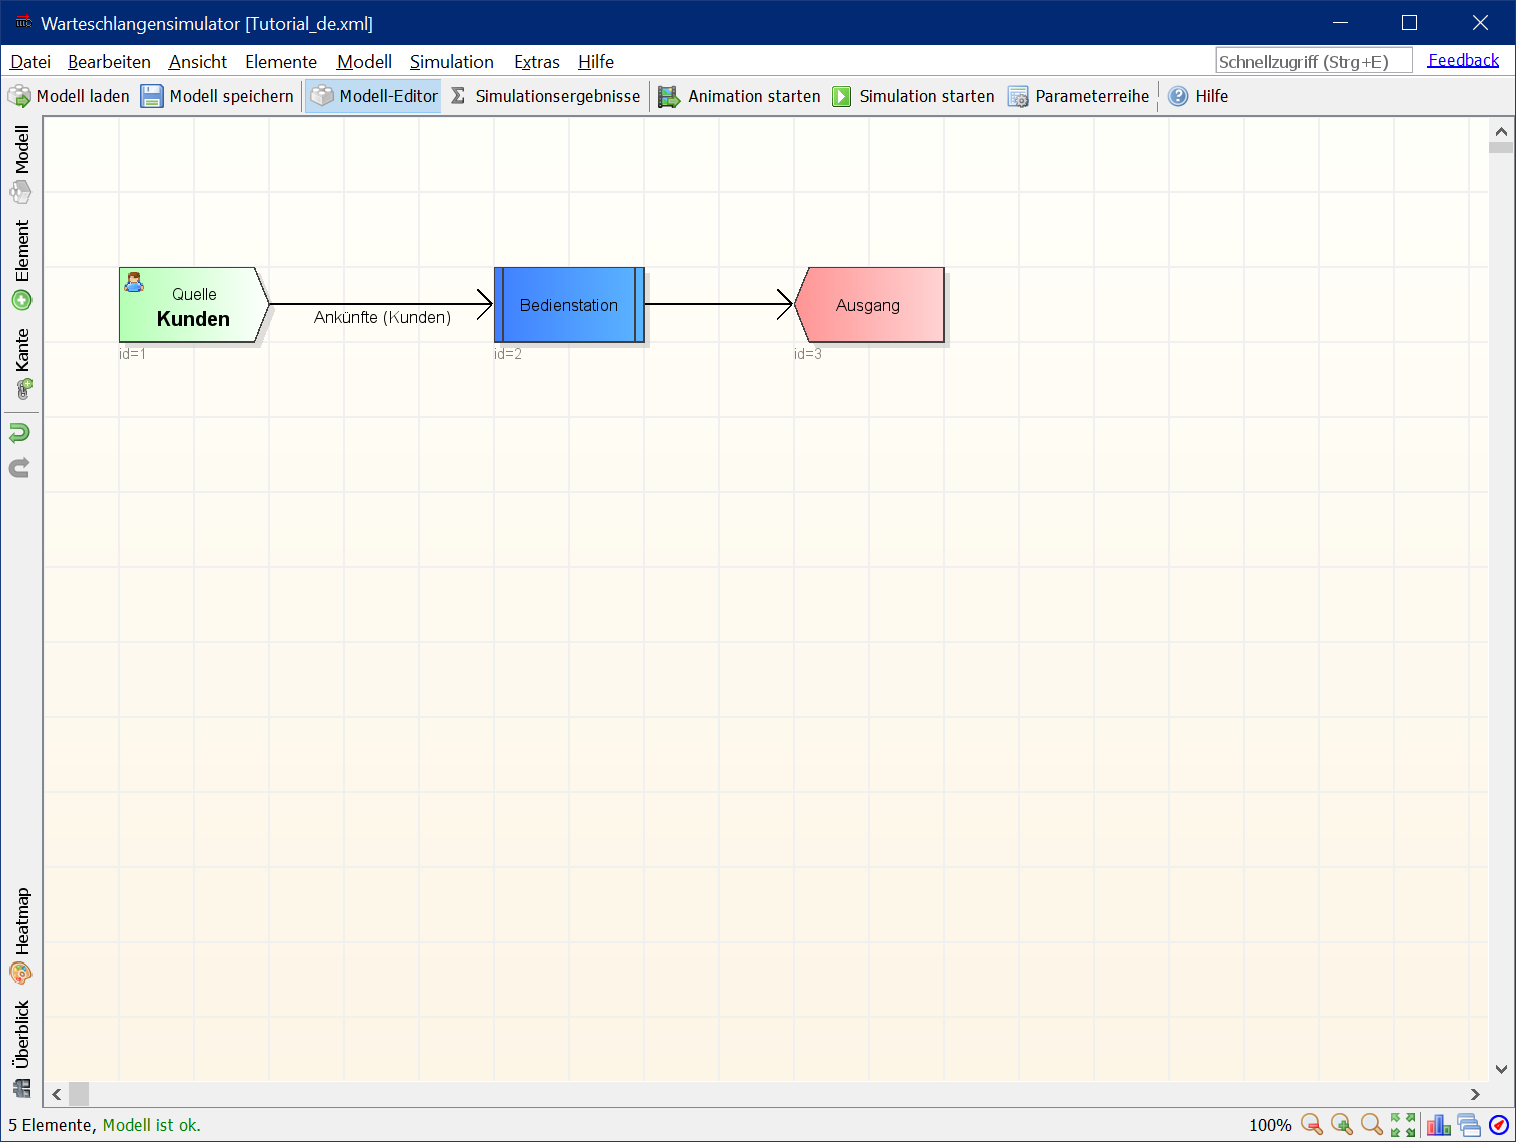 Warteschlangensimulator [Tutorial_de.xml]
Datei Bearbeiten Ansicht Elemente Modell Simulation Extras Hilfe Schnellzugriff (Strg+E) Feedback
Modell laden Modell speichern Modell-Editor Simulationsergebnisse Animation starten Simulation starten Parameterreihe Hilfe
Modell
Element
Kante
Heatmap
Überblick
Quelle
Kunden
id=1
Ankünfte (Kunden)
Bedienstation
id=2
Ausgang
id=3
5 Elemente, Modell ist ok. 100%